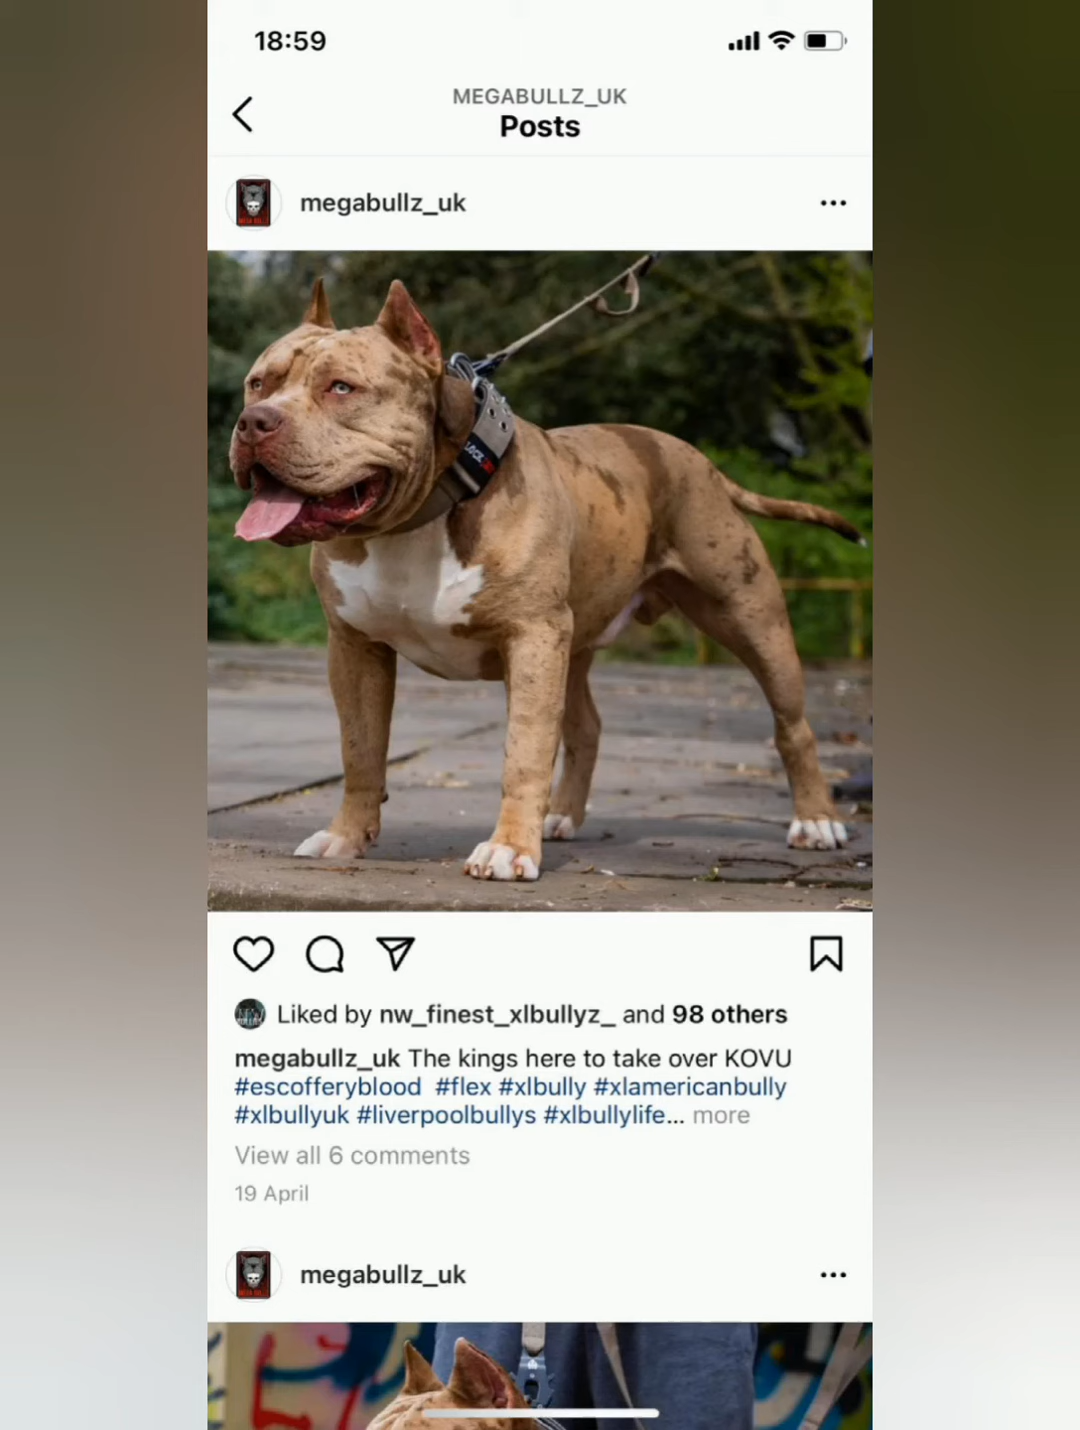 18:59
MEGABULLZ_UK
Posts
megabullz_uk
Liked by nw_finest_xlbullyz_ and 98 others
megabullz_uk The kings here to take over KOVU
#escofferyblood #flex #xlbully #xlamericanbully
#xlbullyuk #liverpoolbullys #xlbullylife... more
View all 6 comments
19 April
megabullz_uk